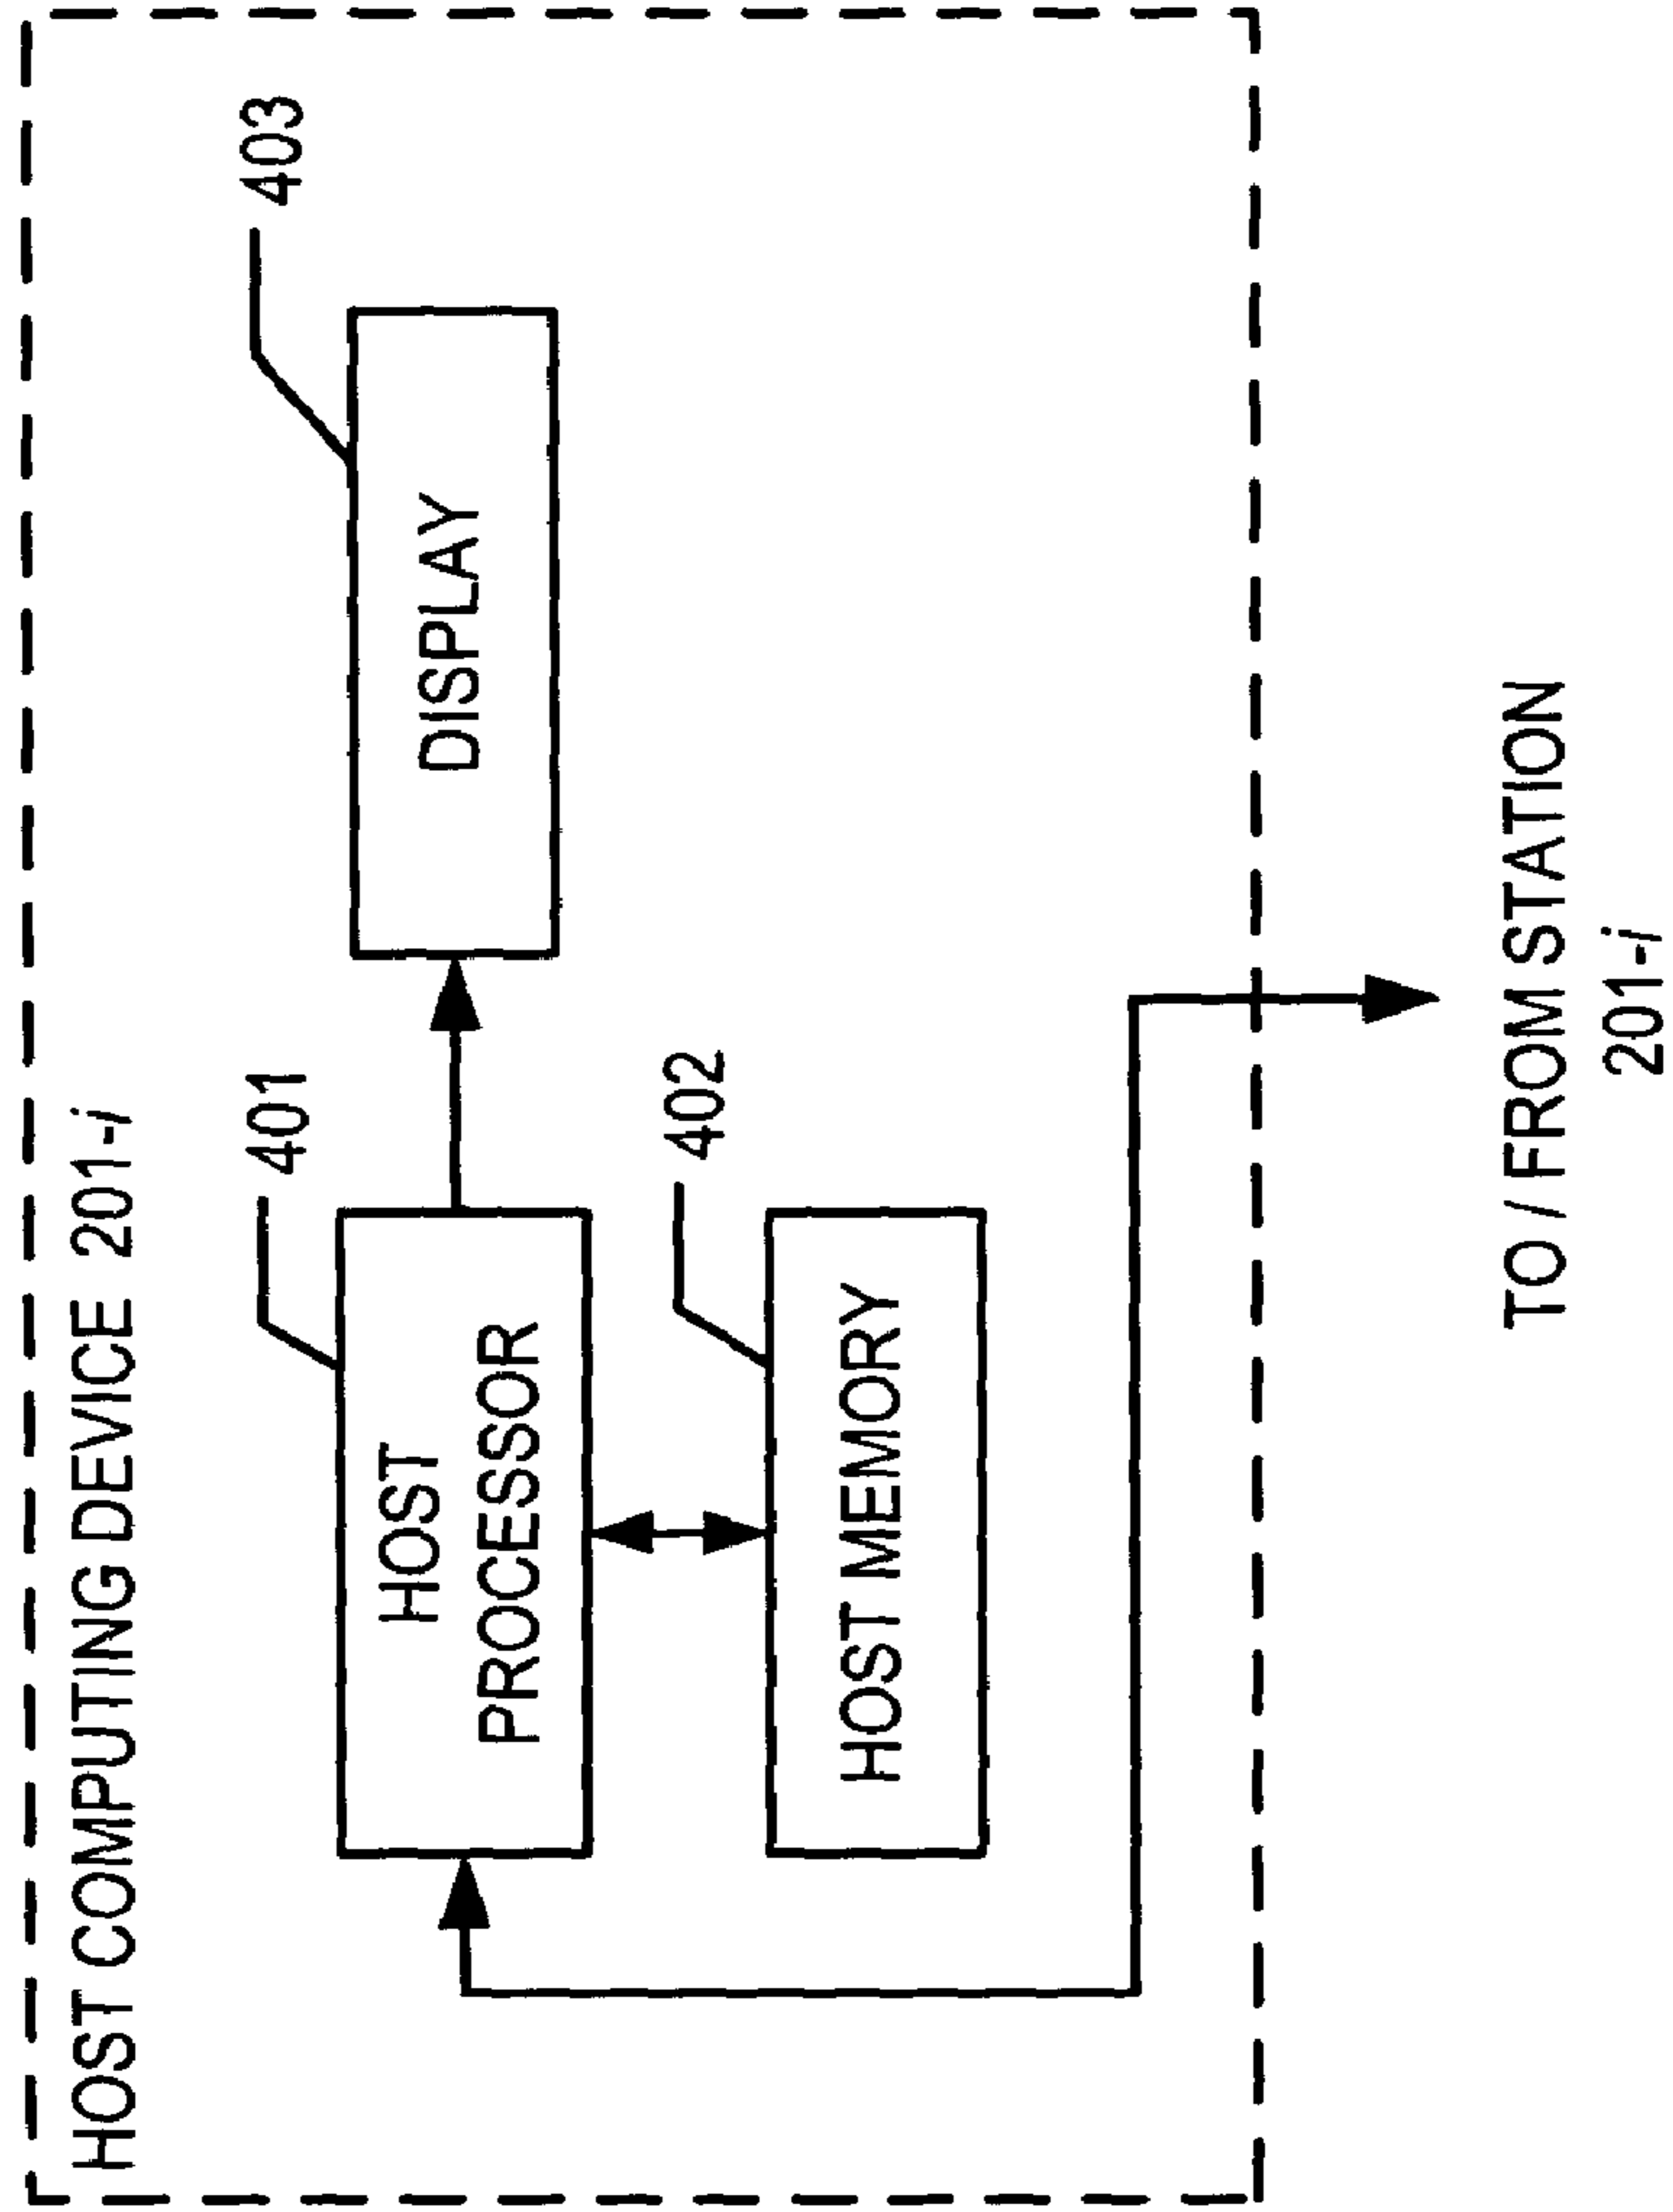 HOST COMPUTING DEVICE 201-i
401
403
HOST
PROCESSOR
DISPLAY
402
HOST MEMORY
TO / FROM STATION
201-i